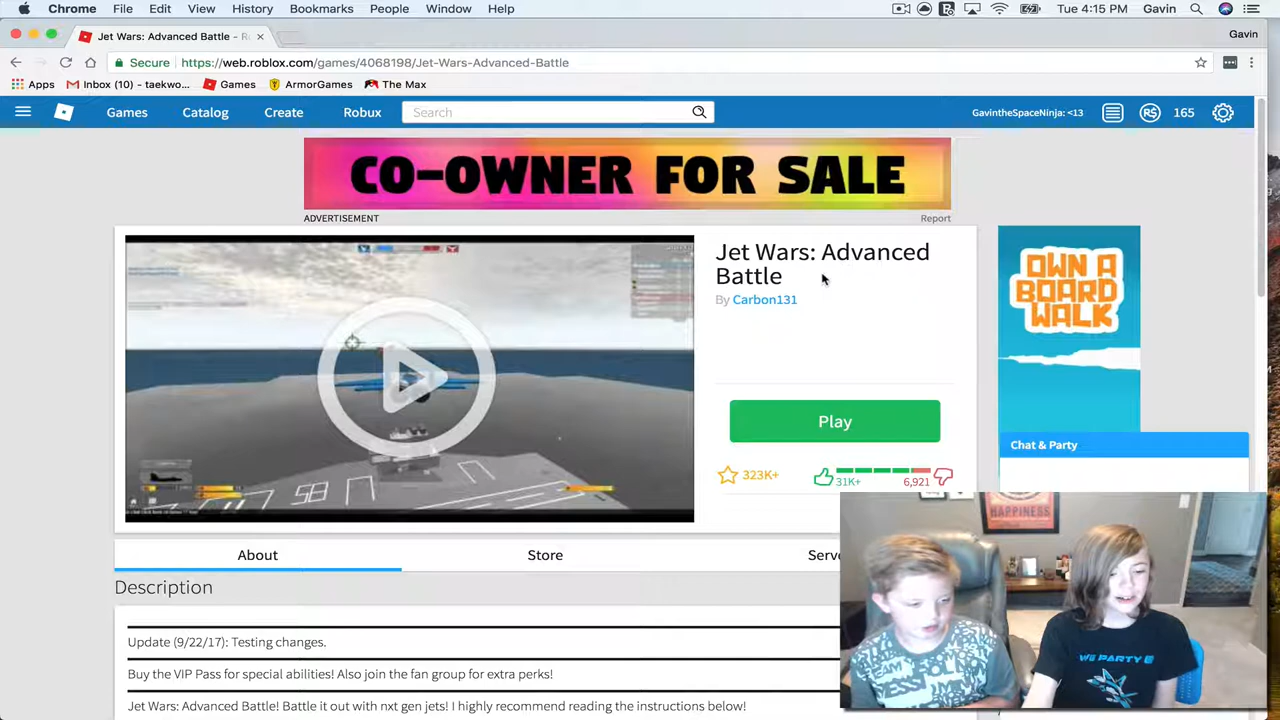 Chrome File Edit View History Bookmarks People Window Help Tue 4:15 PM Gavin
Jet Wars: Advanced Battle - Ro
Gavin
Secure https://web.roblox.com/games/4068198/Jet-Wars-Advanced-Battle
Apps Inbox (10) - taekwo... Games ArmorGames The Max
Games Catalog Create Robux Search GavintheSpaceNinja: <13 R$ 165
CO-OWNER FOR SALE
ADVERTISEMENT Report
Jet Wars: Advanced
Battle
By Carbon131
Play
323K+ 31K+ 6,921
OWN A
BOARD
WALK
Chat & Party
About Store Serv
Description
Update (9/22/17): Testing changes.
Buy the VIP Pass for special abilities! Also join the fan group for extra perks!
Jet Wars: Advanced Battle! Battle it out with nxt gen jets! I highly recommend reading the instructions below!
HAPPINESS
WE PARTY